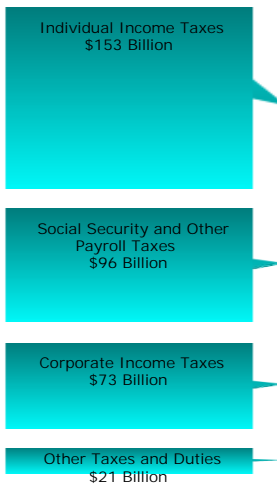 Individual Income Taxes
$153 Billion
Social Security and Other
Payroll Taxes
$96 Billion
Corporate Income Taxes
$73 Billion
Other Taxes and Duties
$21 Billion